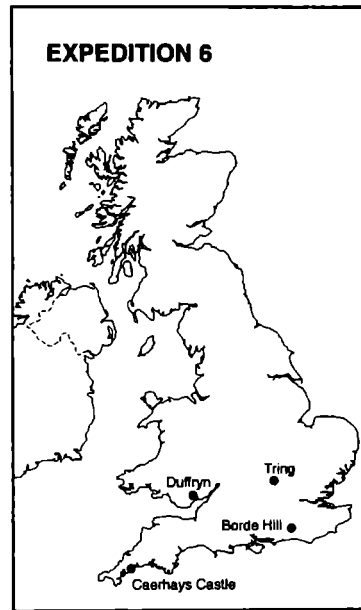 EXPEDITION 6
Duffryn
Tring
Borde Hill
Caerhays Castle